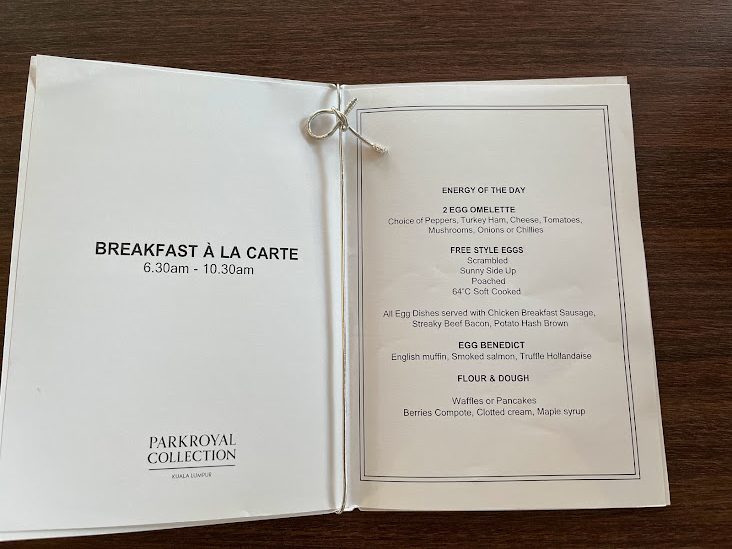 BREAKFAST À LA CARTE
6.30am - 10.30am
PARKROYAL
COLLECTION
KUALA LUMPUR
ENERGY OF THE DAY
2 EGG OMELETTE
Choice of Peppers, Turkey Ham, Cheese, Tomatoes,
Mushrooms, Onions or Chillies
FREE STYLE EGGS
Scrambled
Sunny Side Up
Poached
64°C Soft Cooked
All Egg Dishes served with Chicken Breakfast Sausage,
Streaky Beef Bacon, Potato Hash Brown
EGG BENEDICT
English muffin, Smoked salmon, Truffle Hollandaise
FLOUR & DOUGH
Waffles or Pancakes
Berries Compote, Clotted cream, Maple syrup